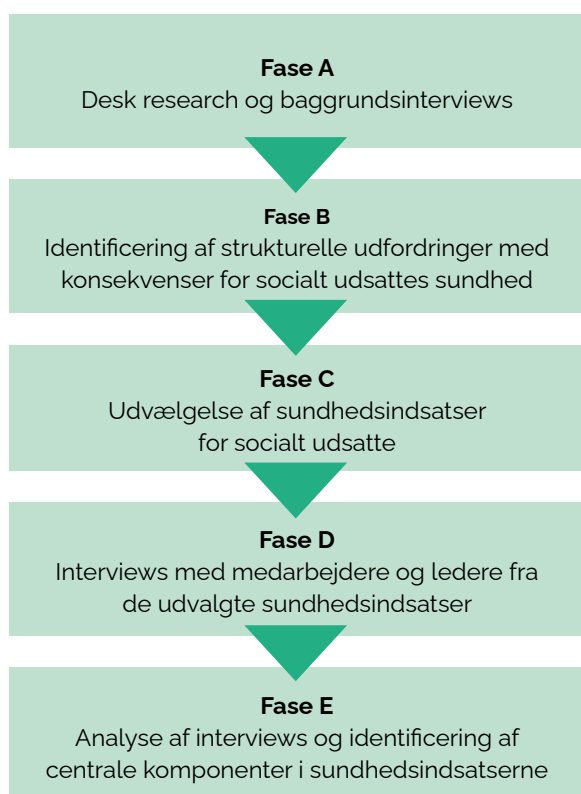 Fase A
Desk research og baggrundsinterviews
Fase B
Identificering af strukturelle udfordringer med
konsekvenser for socialt udsattes sundhed
Fase C
Udvælgelse af sundhedsindsatser
for socialt udsatte
Fase D
Interviews med medarbejdere og ledere fra
de udvalgte sundhedsindsatser
Fase E
Analyse af interviews og identificering af
centrale komponenter i sundhedsindsatserne